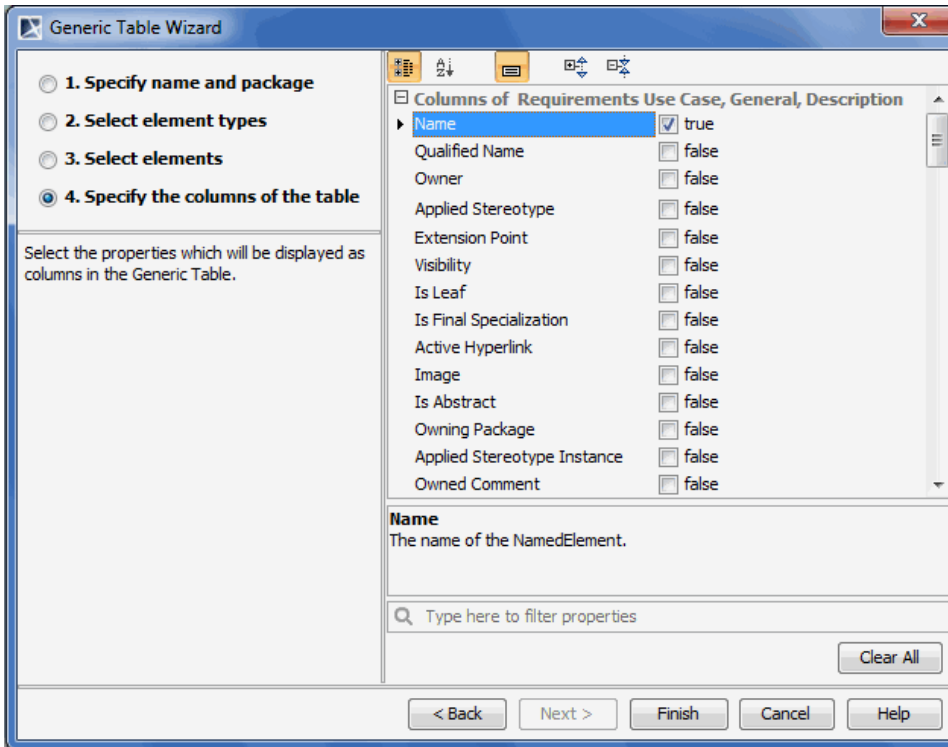 Generic Table Wizard
1. Specify name and package
2. Select element types
3. Select elements
4. Specify the columns of the table
Select the properties which will be displayed as
columns in the Generic Table.
Columns of Requirements Use Case, General, Description
Name true
Qualified Name false
Owner false
Applied Stereotype false
Extension Point false
Visibility false
Is Leaf false
Is Final Specialization false
Active Hyperlink false
Image false
Is Abstract false
Owning Package false
Applied Stereotype Instance false
Owned Comment false
Name
The name of the NamedElement.
Type here to filter properties
Clear All
< Back Next > Finish Cancel Help